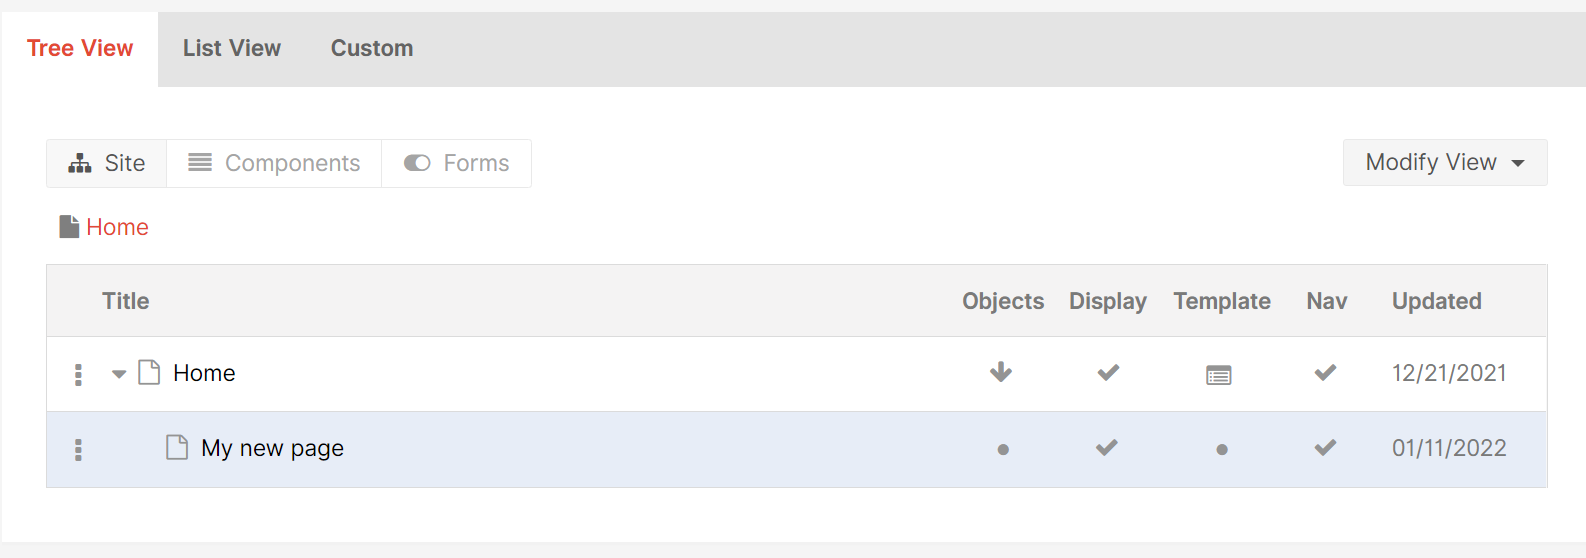 Tree View List View Custom
Site Components Forms Modify View
Home
Title Objects Display Template Nav Updated
Home 12/21/2021
My new page 01/11/2022